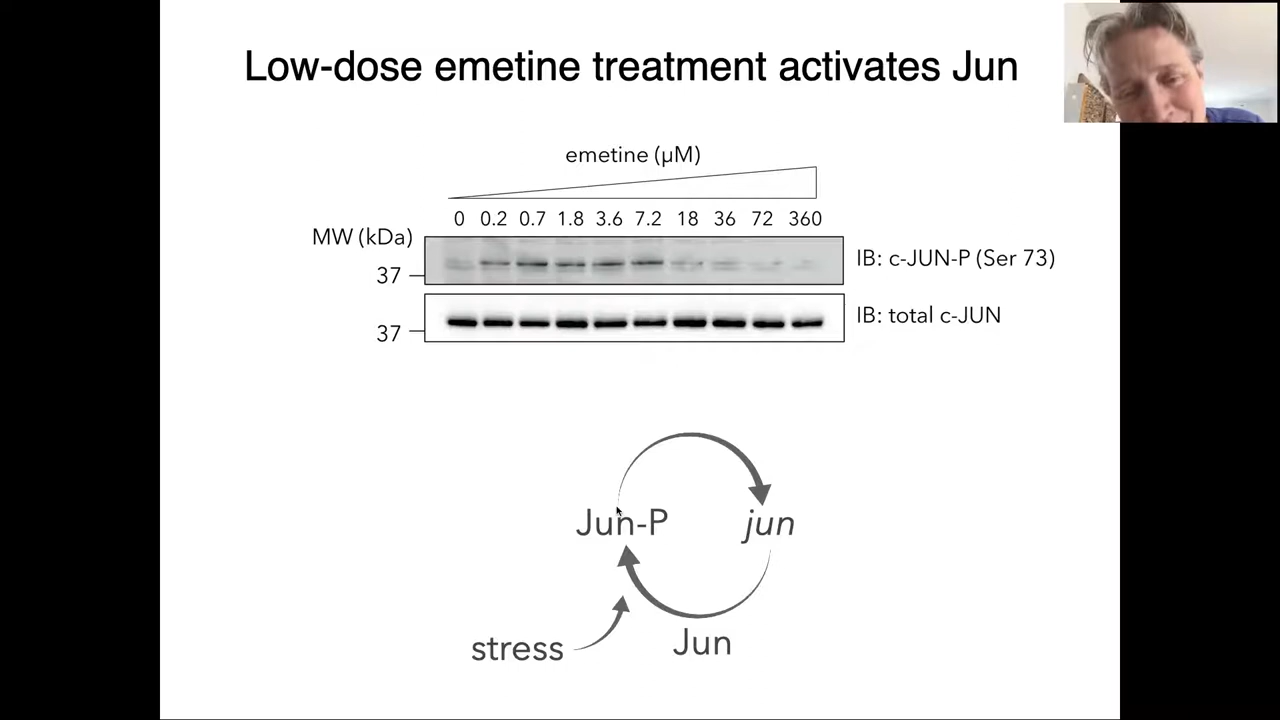 Low-dose emetine treatment activates Jun
emetine (µM)
0 0.2 0.7 1.8 3.6 7.2 18 36 72 360
MW (kDa)
37
IB: c-JUN-P (Ser 73)
37
IB: total c-JUN
Jun-P
jun
stress
Jun